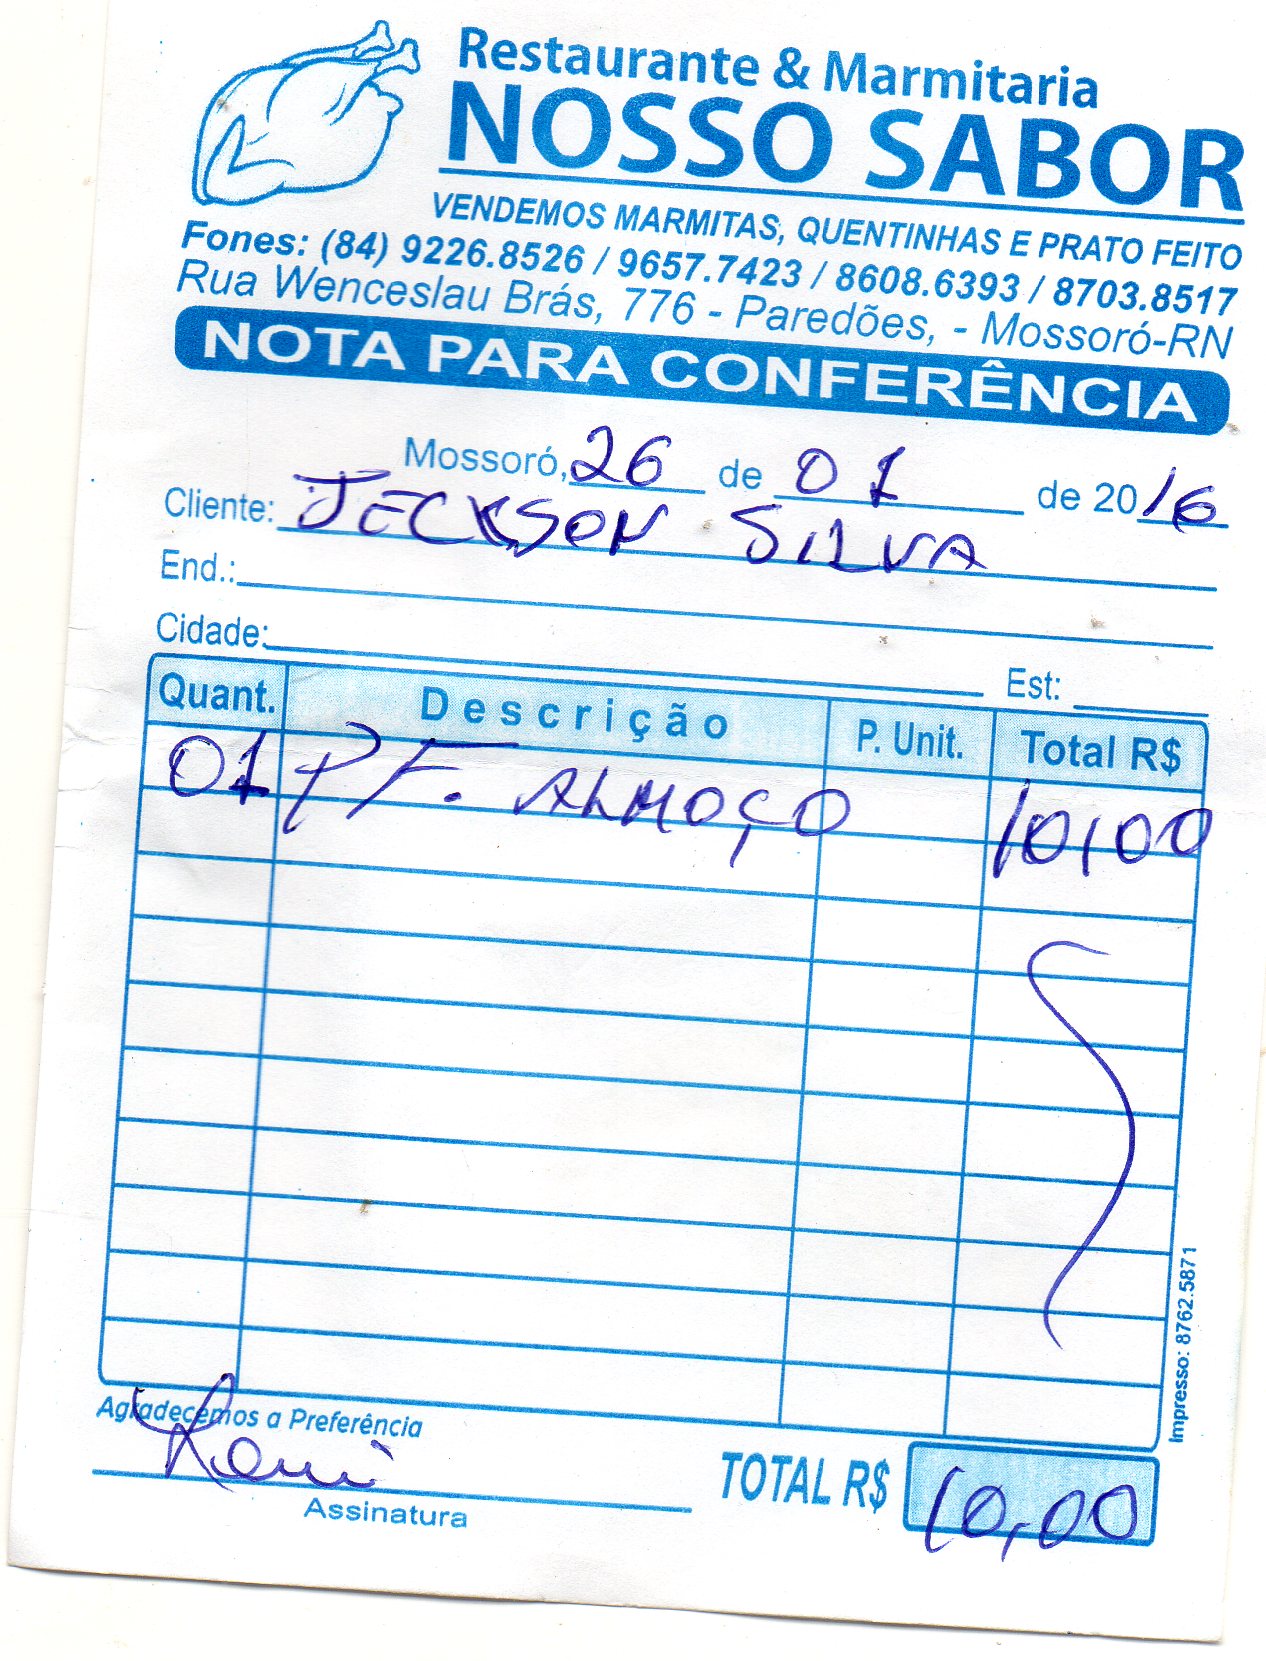 Restaurante & Marmitaria
NOSSO SABOR
VENDEMOS MARMITAS, QUENTINHAS E PRATO FEITO
Fones: (84) 9226.8526 / 9657.7423 / 8608.6393 / 8703.8517
Rua Wenceslau Brás, 776 - Paredões, - Mossoró-RN
NOTA PARA CONFERÊNCIA
Mossoró, 26 de 01 de 2016
Cliente: JECKSON SILVA
End.:
Cidade:
Est:
Quant. Descrição P. Unit. Total R$
01 PF. ALMOÇO 10,00
Impresso: 8762.5871
Agradecemos a Preferência
Assinatura
TOTAL R$ 10,00